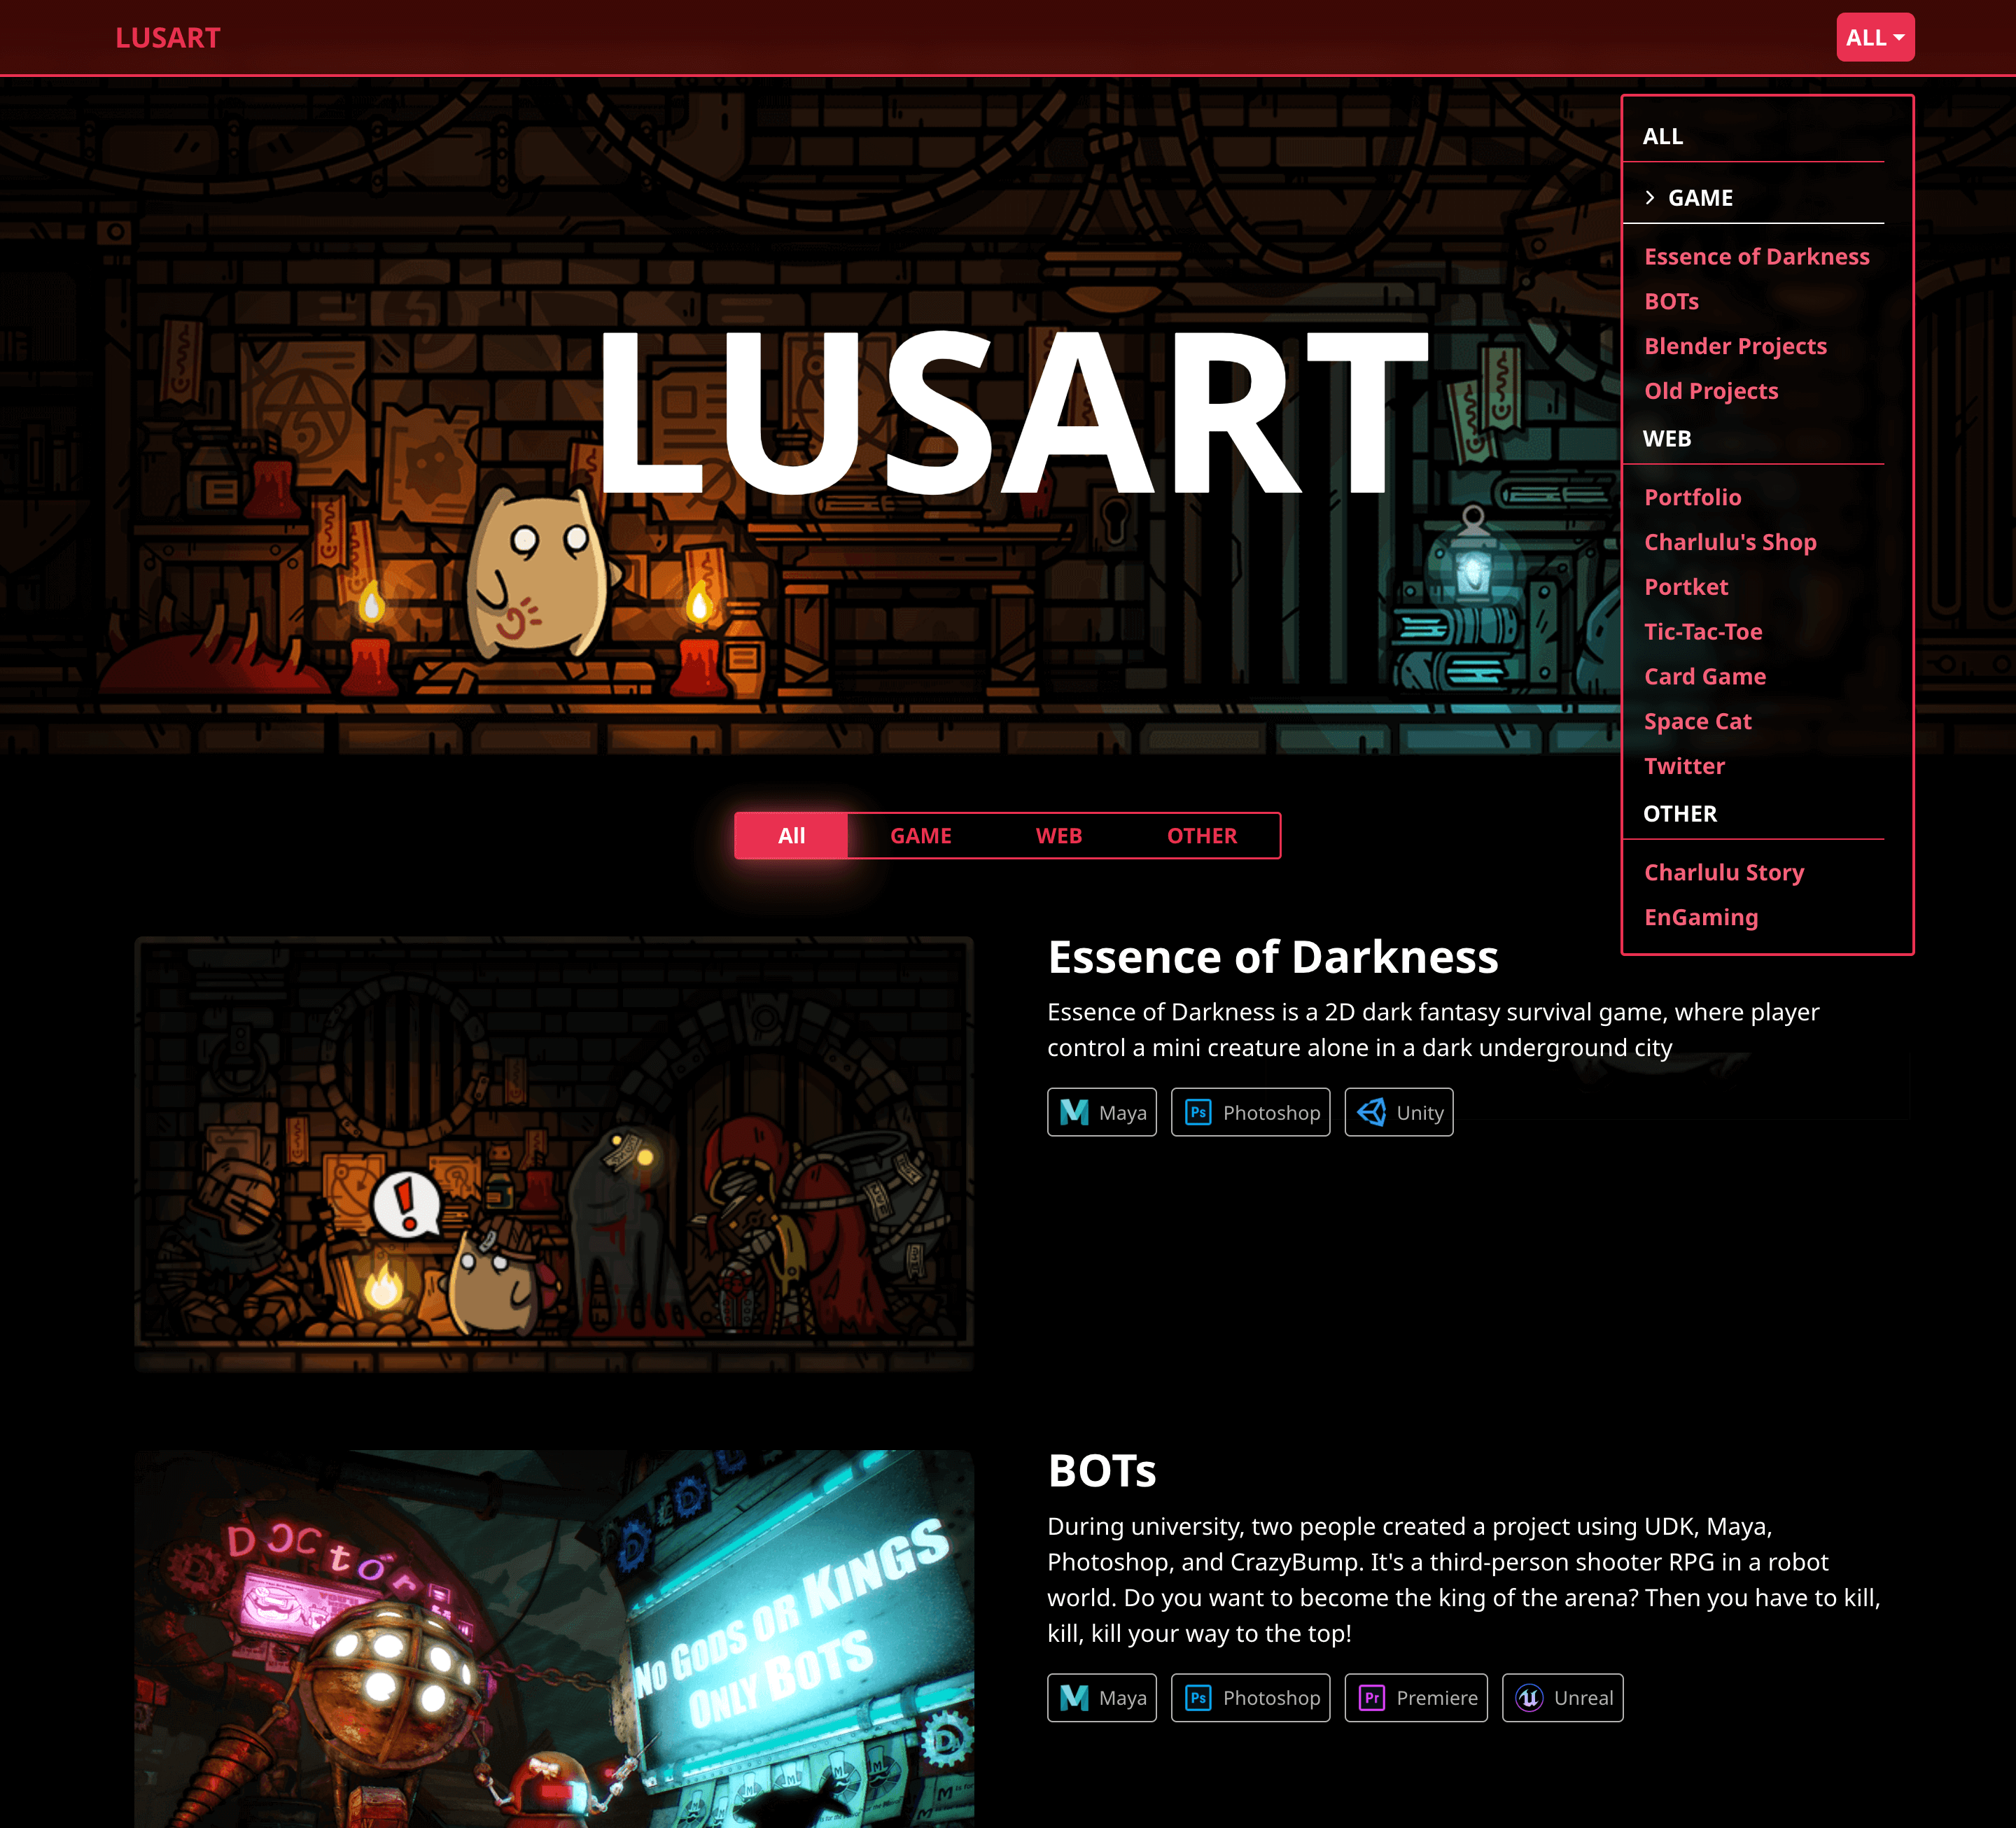 LUSART
ALL
ALL
GAME
Essence of Darkness
BOTs
Blender Projects
Old Projects
WEB
Portfolio
Charlulu's Shop
Portket
Tic-Tac-Toe
Card Game
Space Cat
Twitter
OTHER
Charlulu Story
EnGaming
LUSART
All
GAME
WEB
OTHER
Essence of Darkness
Essence of Darkness is a 2D dark fantasy survival game, where player
control a mini creature alone in a dark underground city
Maya
Ps
Photoshop
Unity
!
BOTs
During university, two people created a project using UDK, Maya,
Photoshop, and CrazyBump. It's a third-person shooter RPG in a robot
world. Do you want to become the king of the arena? Then you have to kill,
kill, kill your way to the top!
Maya
Ps
Photoshop
Pr
Premiere
Unreal
DOCtor
No Gods or Kings
Only Bots